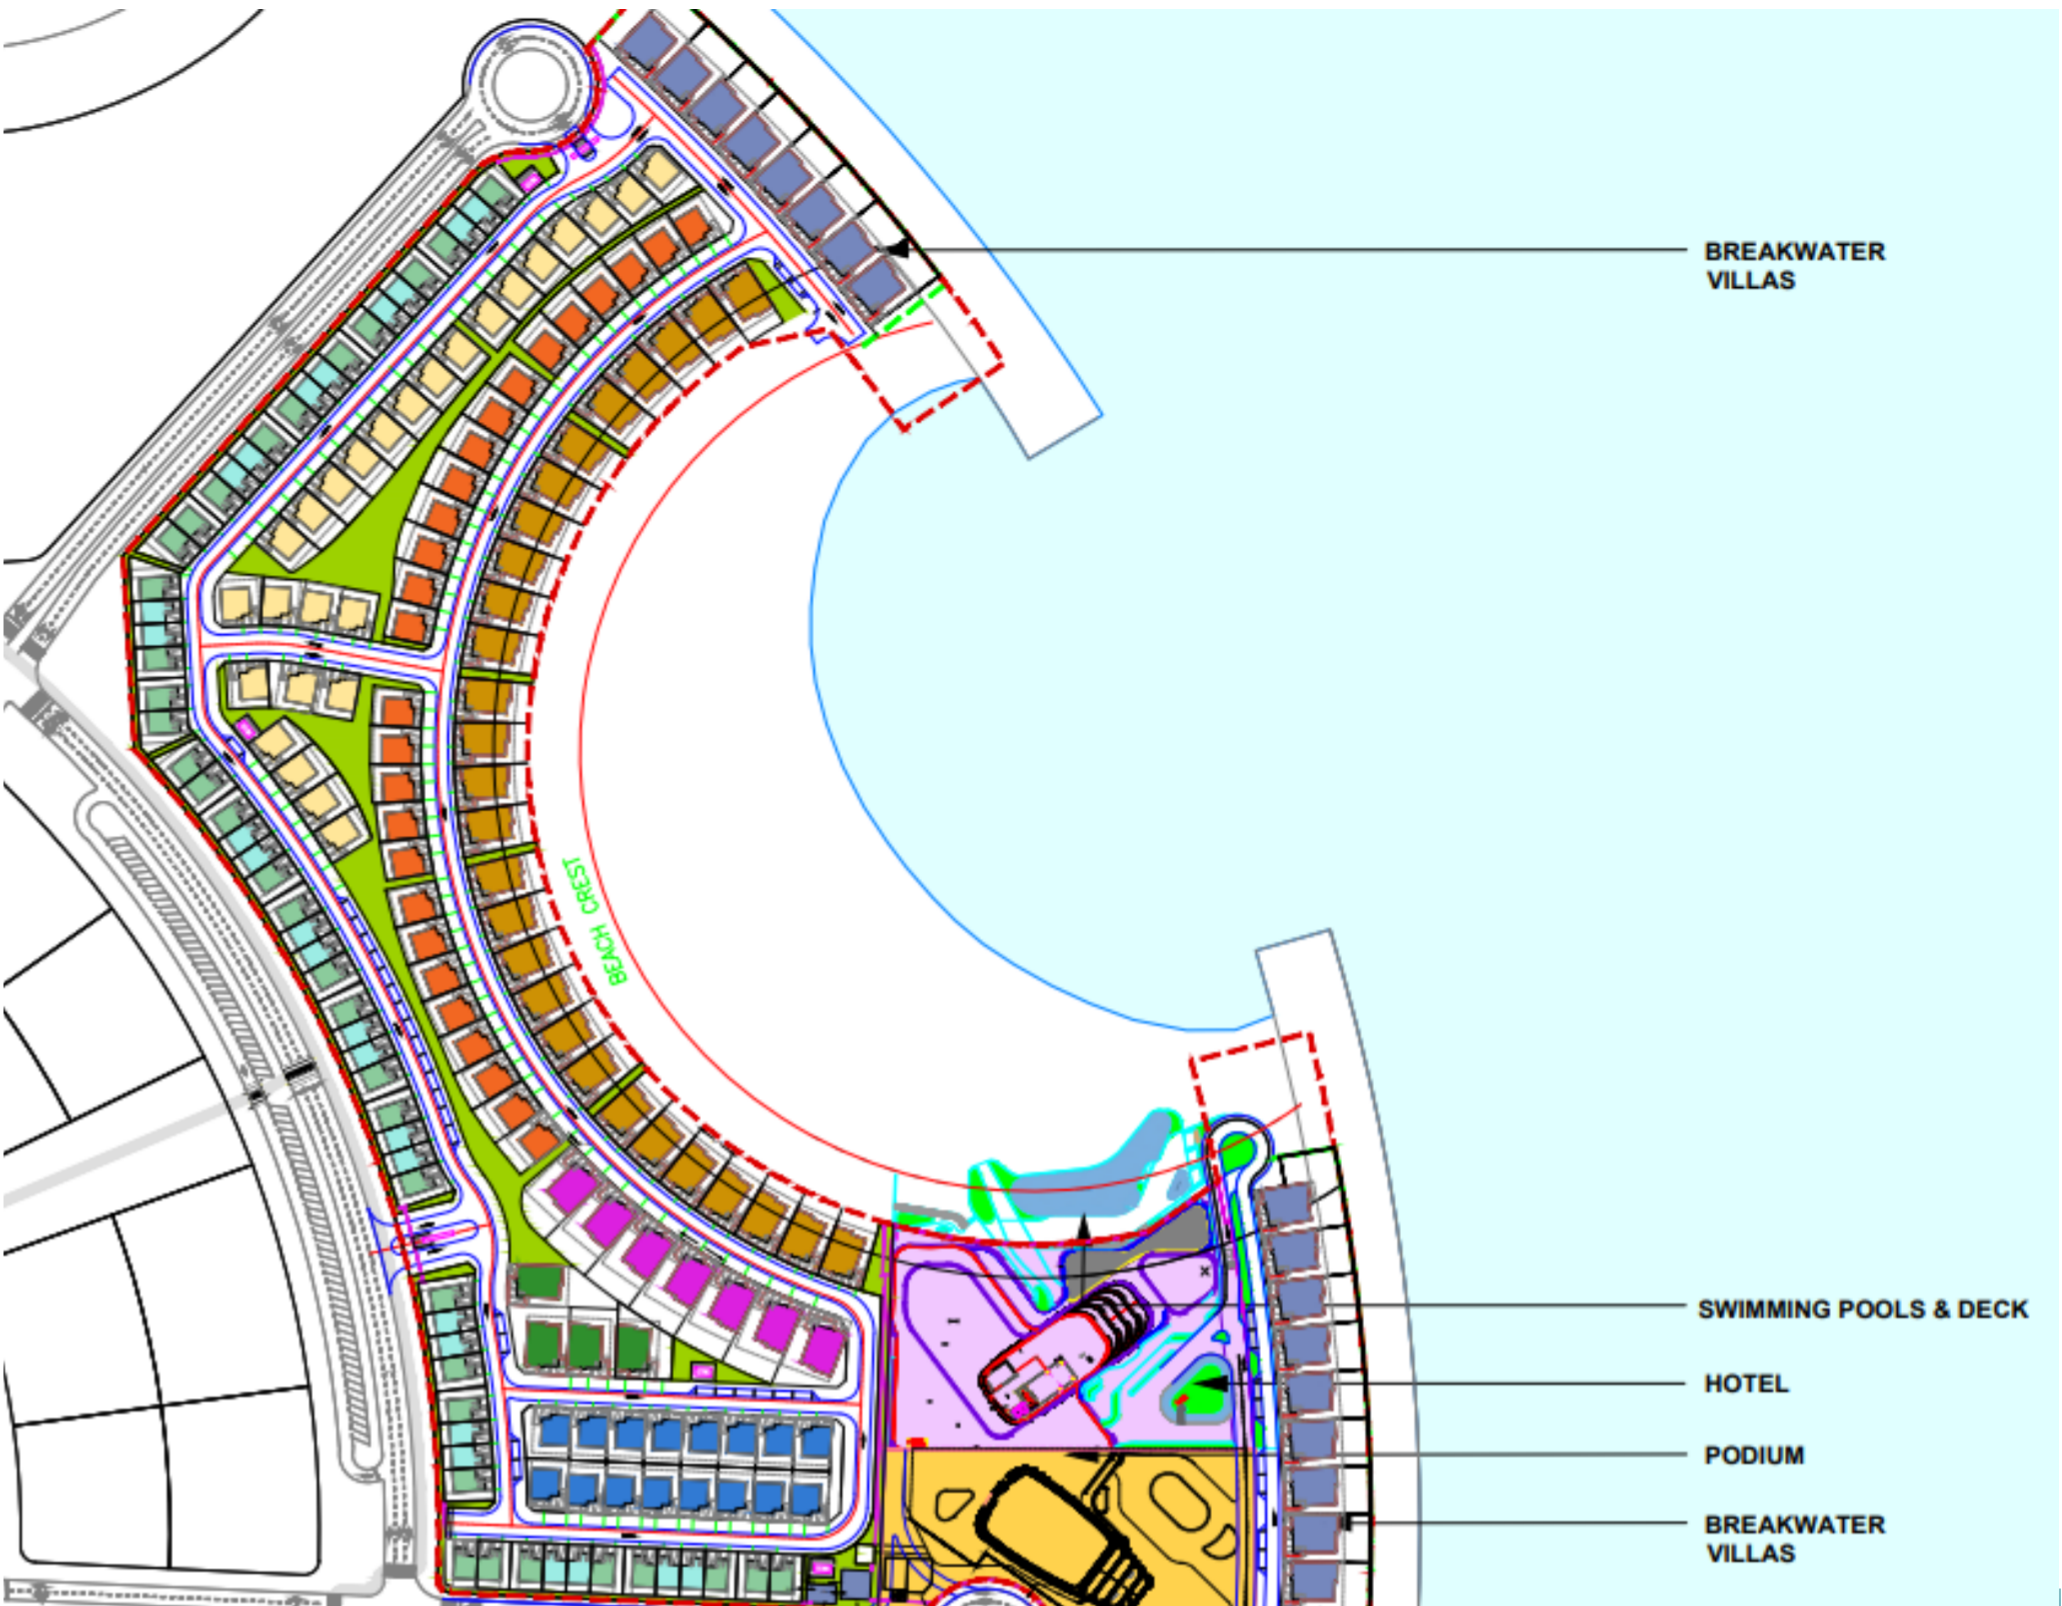 BREAKWATER
VILLAS
BEACH CREST
SWIMMING POOLS & DECK
HOTEL
PODIUM
BREAKWATER
VILLAS